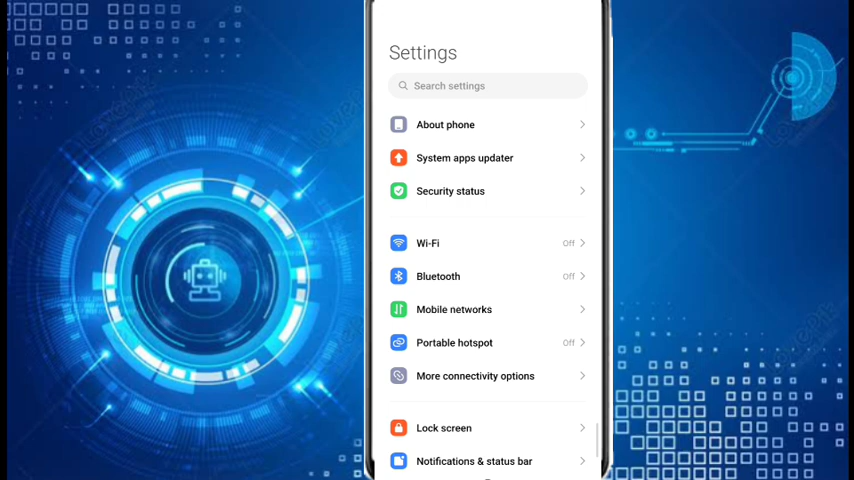 Settings
Search settings
About phone
System apps updater
Security status
Wi-Fi Off
Bluetooth Off
Mobile networks
Portable hotspot Off
More connectivity options
Lock screen
Notifications & status bar